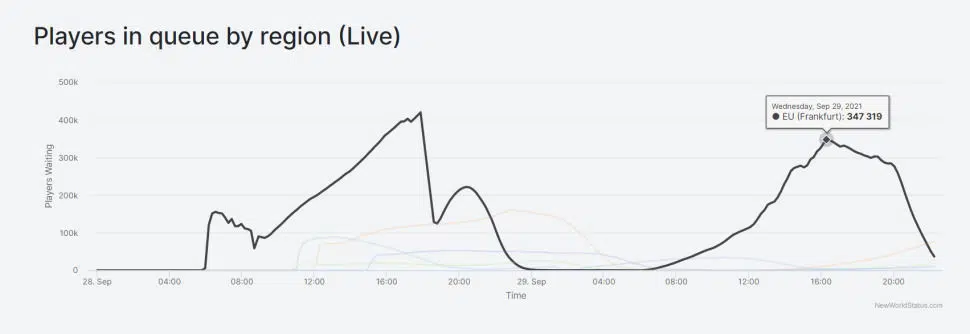 Players in queue by region (Live)
500k
400k
300k
200k
100k
0
Players Waiting
Wednesday, Sep 29, 2021
EU (Frankfurt): 347 319
28. Sep 04:00 08:00 12:00 16:00 20:00 29. Sep 04:00 08:00 12:00 16:00 20:00
Time
NewWorldStatus.com